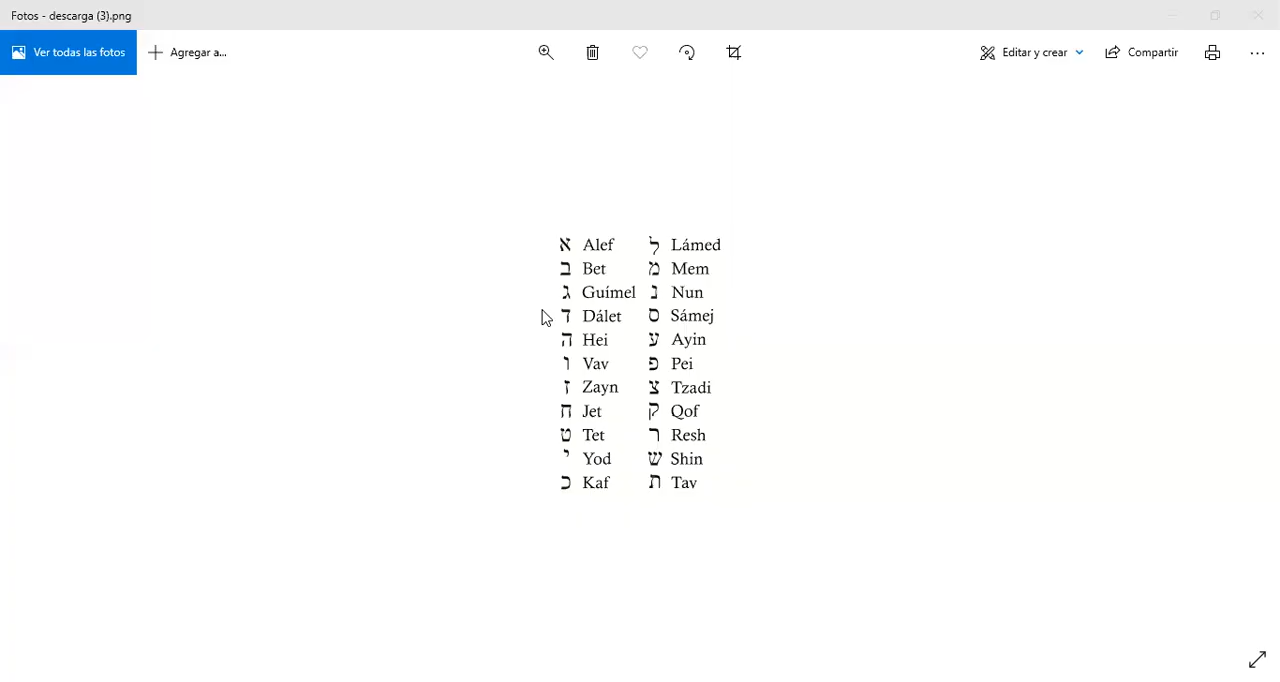 Fotos - descarga (3).png
Ver todas las fotos Agregar a... Editar y crear Compartir
א Alef ל Lámed
ב Bet מ Mem
ג Guímel נ Nun
ד Dálet ס Sámej
ה Hei ע Ayin
ו Vav פ Pei
ז Zayn צ Tzadi
ח Jet ק Qof
ט Tet ר Resh
י Yod ש Shin
כ Kaf ת Tav